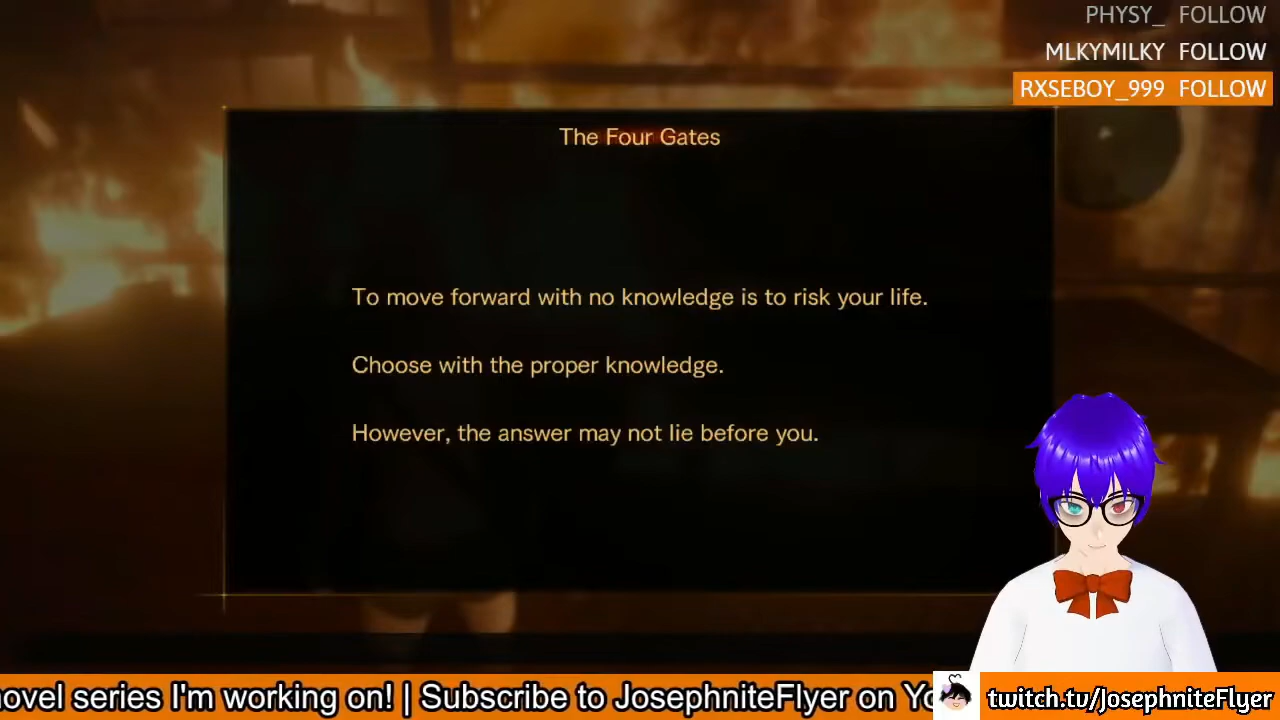 PHYSY_ FOLLOW
MLKYMILKY FOLLOW
RXSEBOY_999 FOLLOW
The Four Gates
To move forward with no knowledge is to risk your life.
Choose with the proper knowledge.
However, the answer may not lie before you.
novel series I'm working on! | Subscribe to JosephniteFlyer on Yo
twitch.tv/JosephniteFlyer